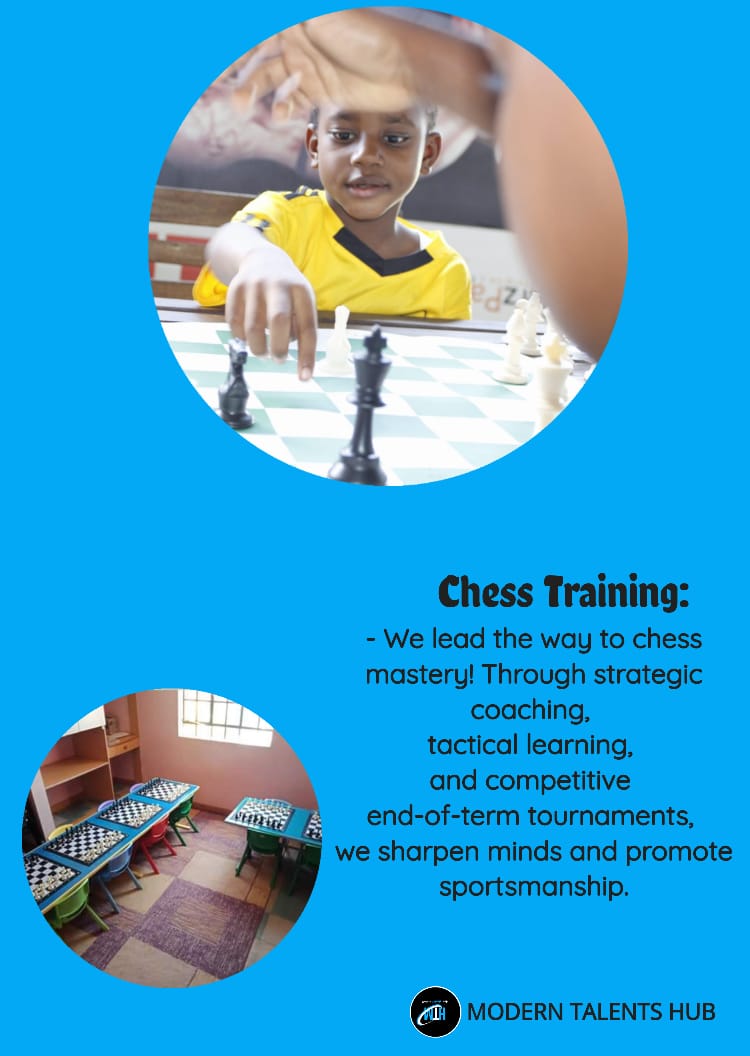 Chess Training:
- We lead the way to chess
mastery! Through strategic
coaching,
tactical learning,
and competitive
end-of-term tournaments,
we sharpen minds and promote
sportsmanship.
MODERN TALENTS HUB